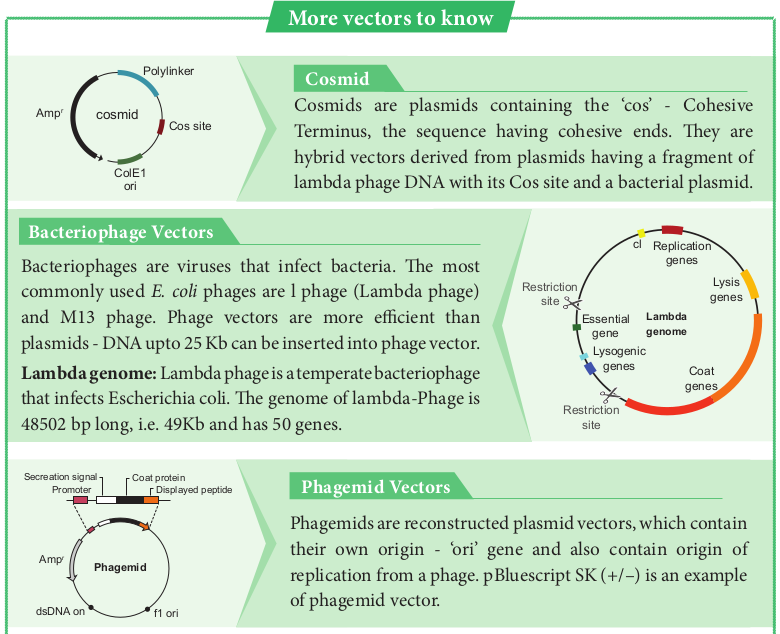 More vectors to know
Polylinker
Ampʳ
cosmid
Cos site
ColE1
ori
Cosmid
Cosmids are plasmids containing the ‘cos’ - Cohesive
Terminus, the sequence having cohesive ends. They are
hybrid vectors derived from plasmids having a fragment of
lambda phage DNA with its Cos site and a bacterial plasmid.
Bacteriophage Vectors
Bacteriophages are viruses that infect bacteria. The most
commonly used E. coli phages are l phage (Lambda phage)
and M13 phage. Phage vectors are more efficient than
plasmids - DNA upto 25 Kb can be inserted into phage vector.
Lambda genome: Lambda phage is a temperate bacteriophage
that infects Escherichia coli. The genome of lambda-Phage is
48502 bp long, i.e. 49Kb and has 50 genes.
cI
Replication
genes
Lysis
genes
Restriction
site
Essential
gene
Lambda
genome
Lysogenic
genes
Coat
genes
Restriction
site
Secreation signal
Coat protein
Promoter
Displayed peptide
Ampʳ
Phagemid
dsDNA on
f1 ori
Phagemid Vectors
Phagemids are reconstructed plasmid vectors, which contain
their own origin - ‘ori’ gene and also contain origin of
replication from a phage. pBluescript SK (+/–) is an example
of phagemid vector.